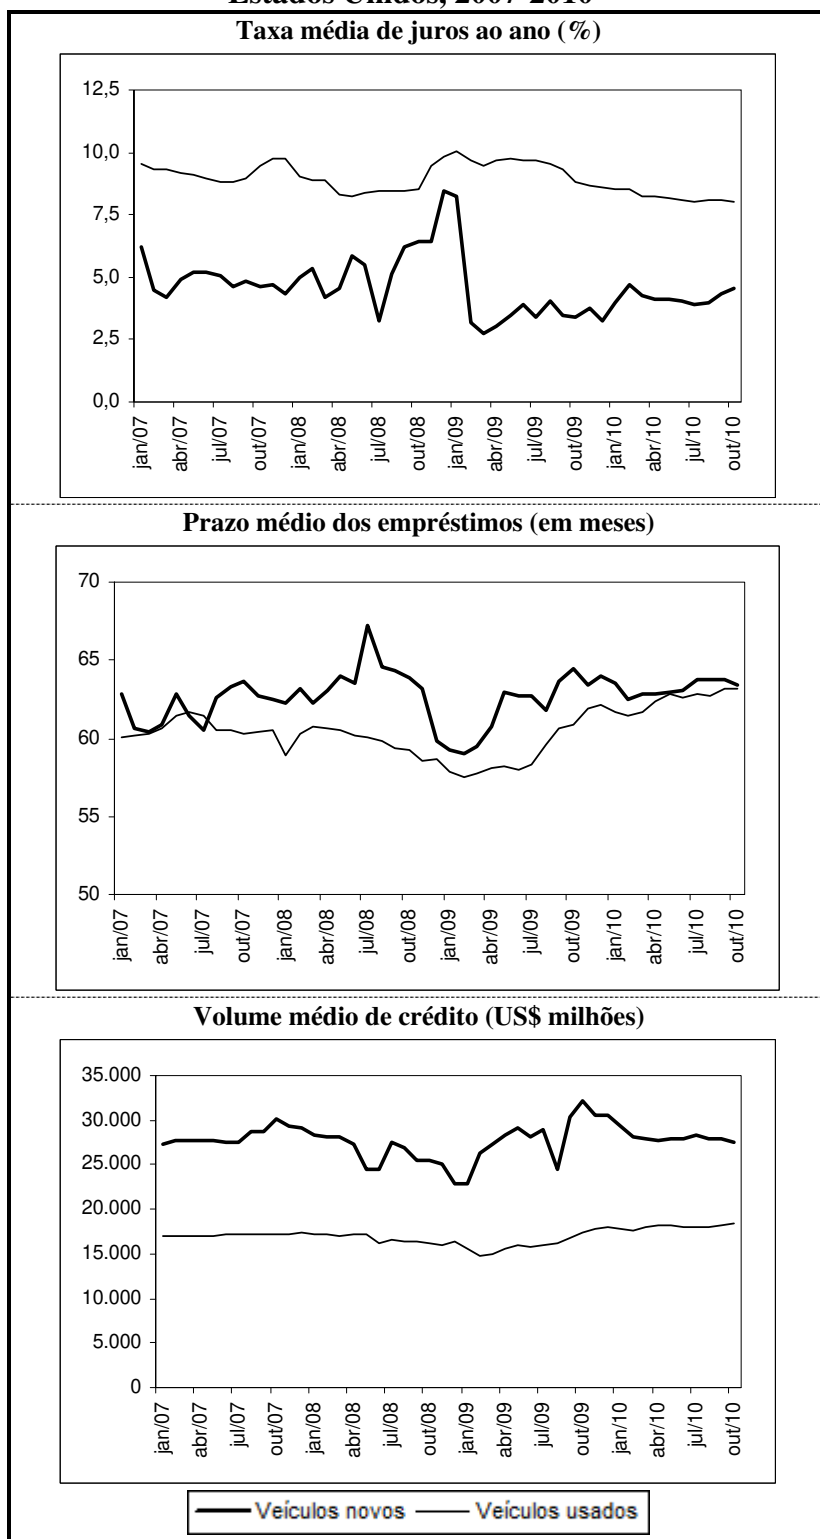 Estados Unidos, 2007-2010
Taxa média de juros ao ano (%)
12,5
10,0
7,5
5,0
2,5
0,0
jan/07
abr/07
jul/07
out/07
jan/08
abr/08
jul/08
out/08
jan/09
abr/09
jul/09
out/09
jan/10
abr/10
jul/10
out/10
Prazo médio dos empréstimos (em meses)
70
65
60
55
50
jan/07
abr/07
jul/07
out/07
jan/08
abr/08
jul/08
out/08
jan/09
abr/09
jul/09
out/09
jan/10
abr/10
jul/10
out/10
Volume médio de crédito (US$ milhões)
35.000
30.000
25.000
20.000
15.000
10.000
5.000
0
jan/07
abr/07
jul/07
out/07
jan/08
abr/08
jul/08
out/08
jan/09
abr/09
jul/09
out/09
jan/10
abr/10
jul/10
out/10
Veículos novos
Veículos usados